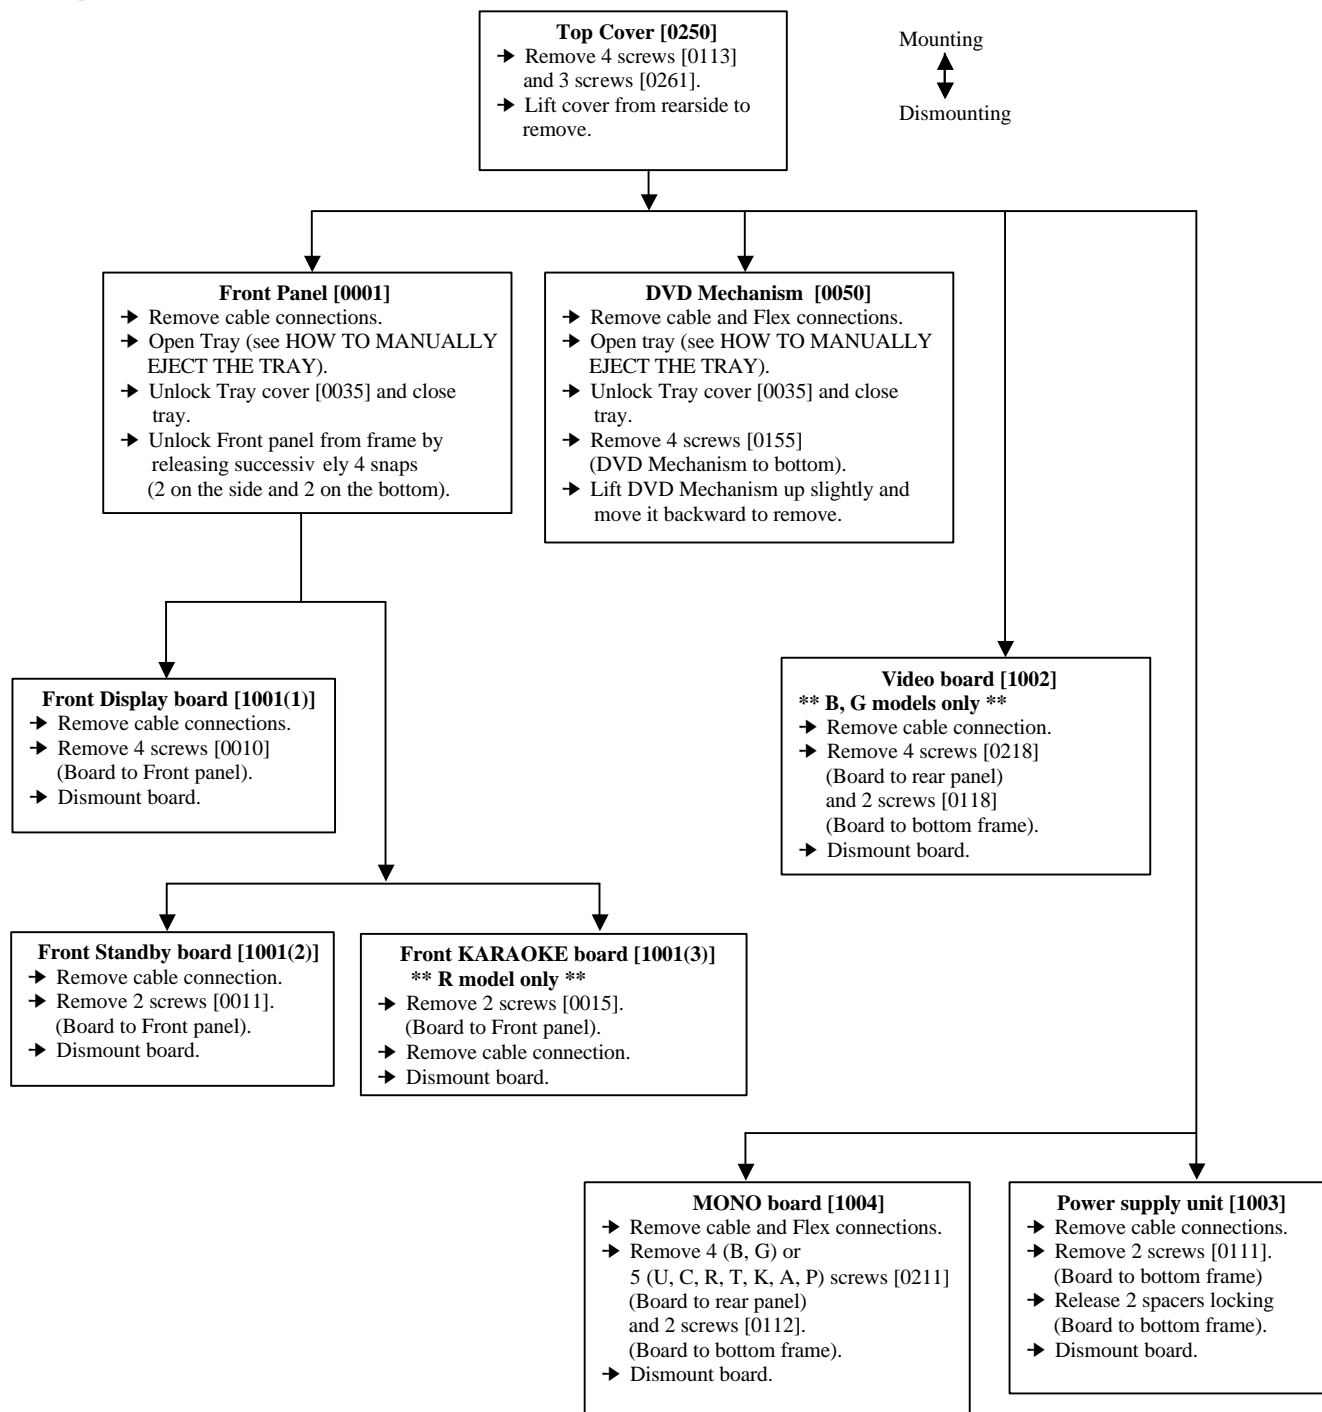 Top Cover [0250]
Remove 4 screws [0113]
and 3 screws [0261].
Lift cover from rearside to
remove.
Mounting
Dismounting
Front Panel [0001]
Remove cable connections.
Open Tray (see HOW TO MANUALLY
EJECT THE TRAY).
Unlock Tray cover [0035] and close
tray.
Unlock Front panel from frame by
releasing successiv ely 4 snaps
(2 on the side and 2 on the bottom).
DVD Mechanism [0050]
Remove cable and Flex connections.
Open tray (see HOW TO MANUALLY
EJECT THE TRAY).
Unlock Tray cover [0035] and close
tray.
Remove 4 screws [0155]
(DVD Mechanism to bottom).
Lift DVD Mechanism up slightly and
move it backward to remove.
Front Display board [1001(1)]
Remove cable connections.
Remove 4 screws [0010]
(Board to Front panel).
Dismount board.
Video board [1002]
** B, G models only **
Remove cable connection.
Remove 4 screws [0218]
(Board to rear panel)
and 2 screws [0118]
(Board to bottom frame).
Dismount board.
Front Standby board [1001(2)]
Remove cable connection.
Remove 2 screws [0011].
(Board to Front panel).
Dismount board.
Front KARAOKE board [1001(3)]
** R model only **
Remove 2 screws [0015].
(Board to Front panel).
Remove cable connection.
Dismount board.
MONO board [1004]
Remove cable and Flex connections.
Remove 4 (B, G) or
5 (U, C, R, T, K, A, P) screws [0211]
(Board to rear panel)
and 2 screws [0112].
(Board to bottom frame).
Dismount board.
Power supply unit [1003]
Remove cable connections.
Remove 2 screws [0111].
(Board to bottom frame)
Release 2 spacers locking
(Board to bottom frame).
Dismount board.